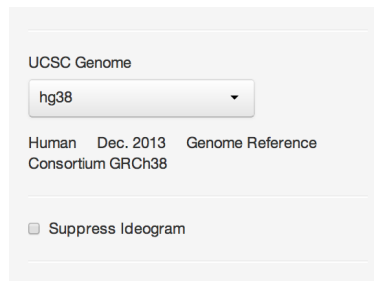 UCSC Genome
hg38
Human Dec. 2013 Genome Reference
Consortium GRCh38
Suppress Ideogram